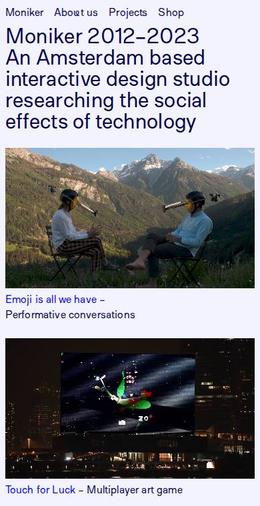 Moniker About us Projects Shop
Moniker 2012–2023
An Amsterdam based
interactive design studio
researching the social
effects of technology
Emoji is all we have –
Performative conversations
20°
Touch for Luck – Multiplayer art game